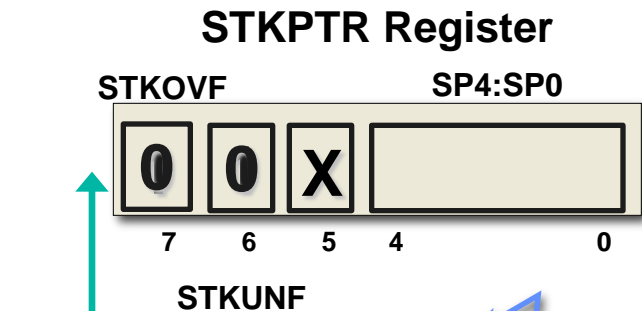 STKPTR Register
STKOVF SP4:SP0
0 0 X
7 6 5 4 0
STKUNF